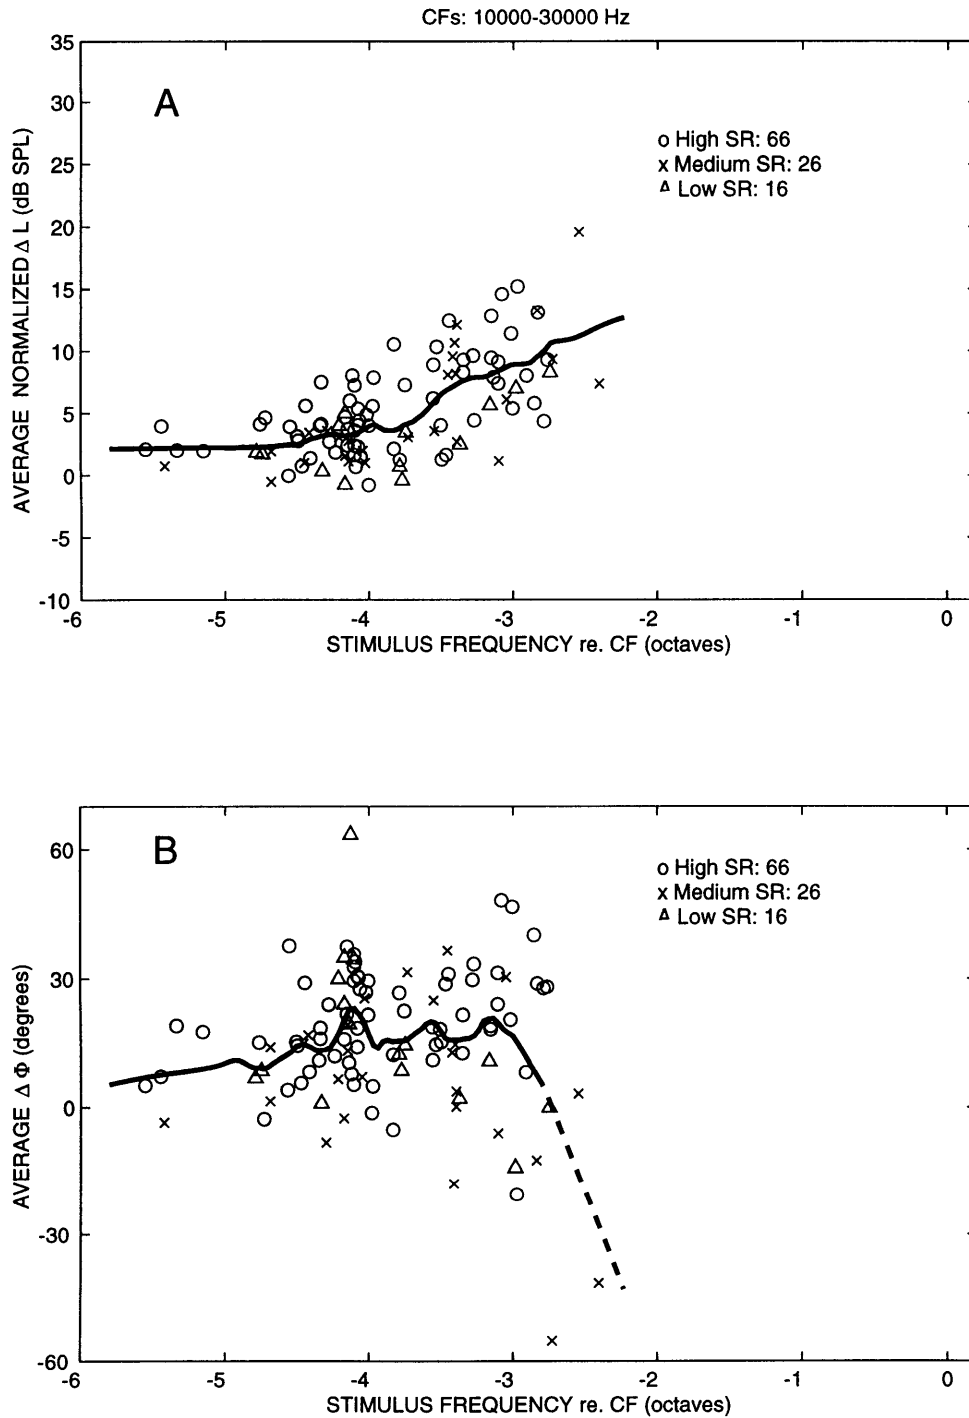 CFs: 10000-30000 Hz
35
30
25
20
15
10
5
0
-5
-10
AVERAGE NORMALIZED Δ L (dB SPL)
A
o High SR: 66
x Medium SR: 26
Δ Low SR: 16
-6 -5 -4 -3 -2 -1 0
STIMULUS FREQUENCY re. CF (octaves)
60
30
0
-30
-60
AVERAGE Δ Φ (degrees)
B
o High SR: 66
x Medium SR: 26
Δ Low SR: 16
-6 -5 -4 -3 -2 -1 0
STIMULUS FREQUENCY re. CF (octaves)